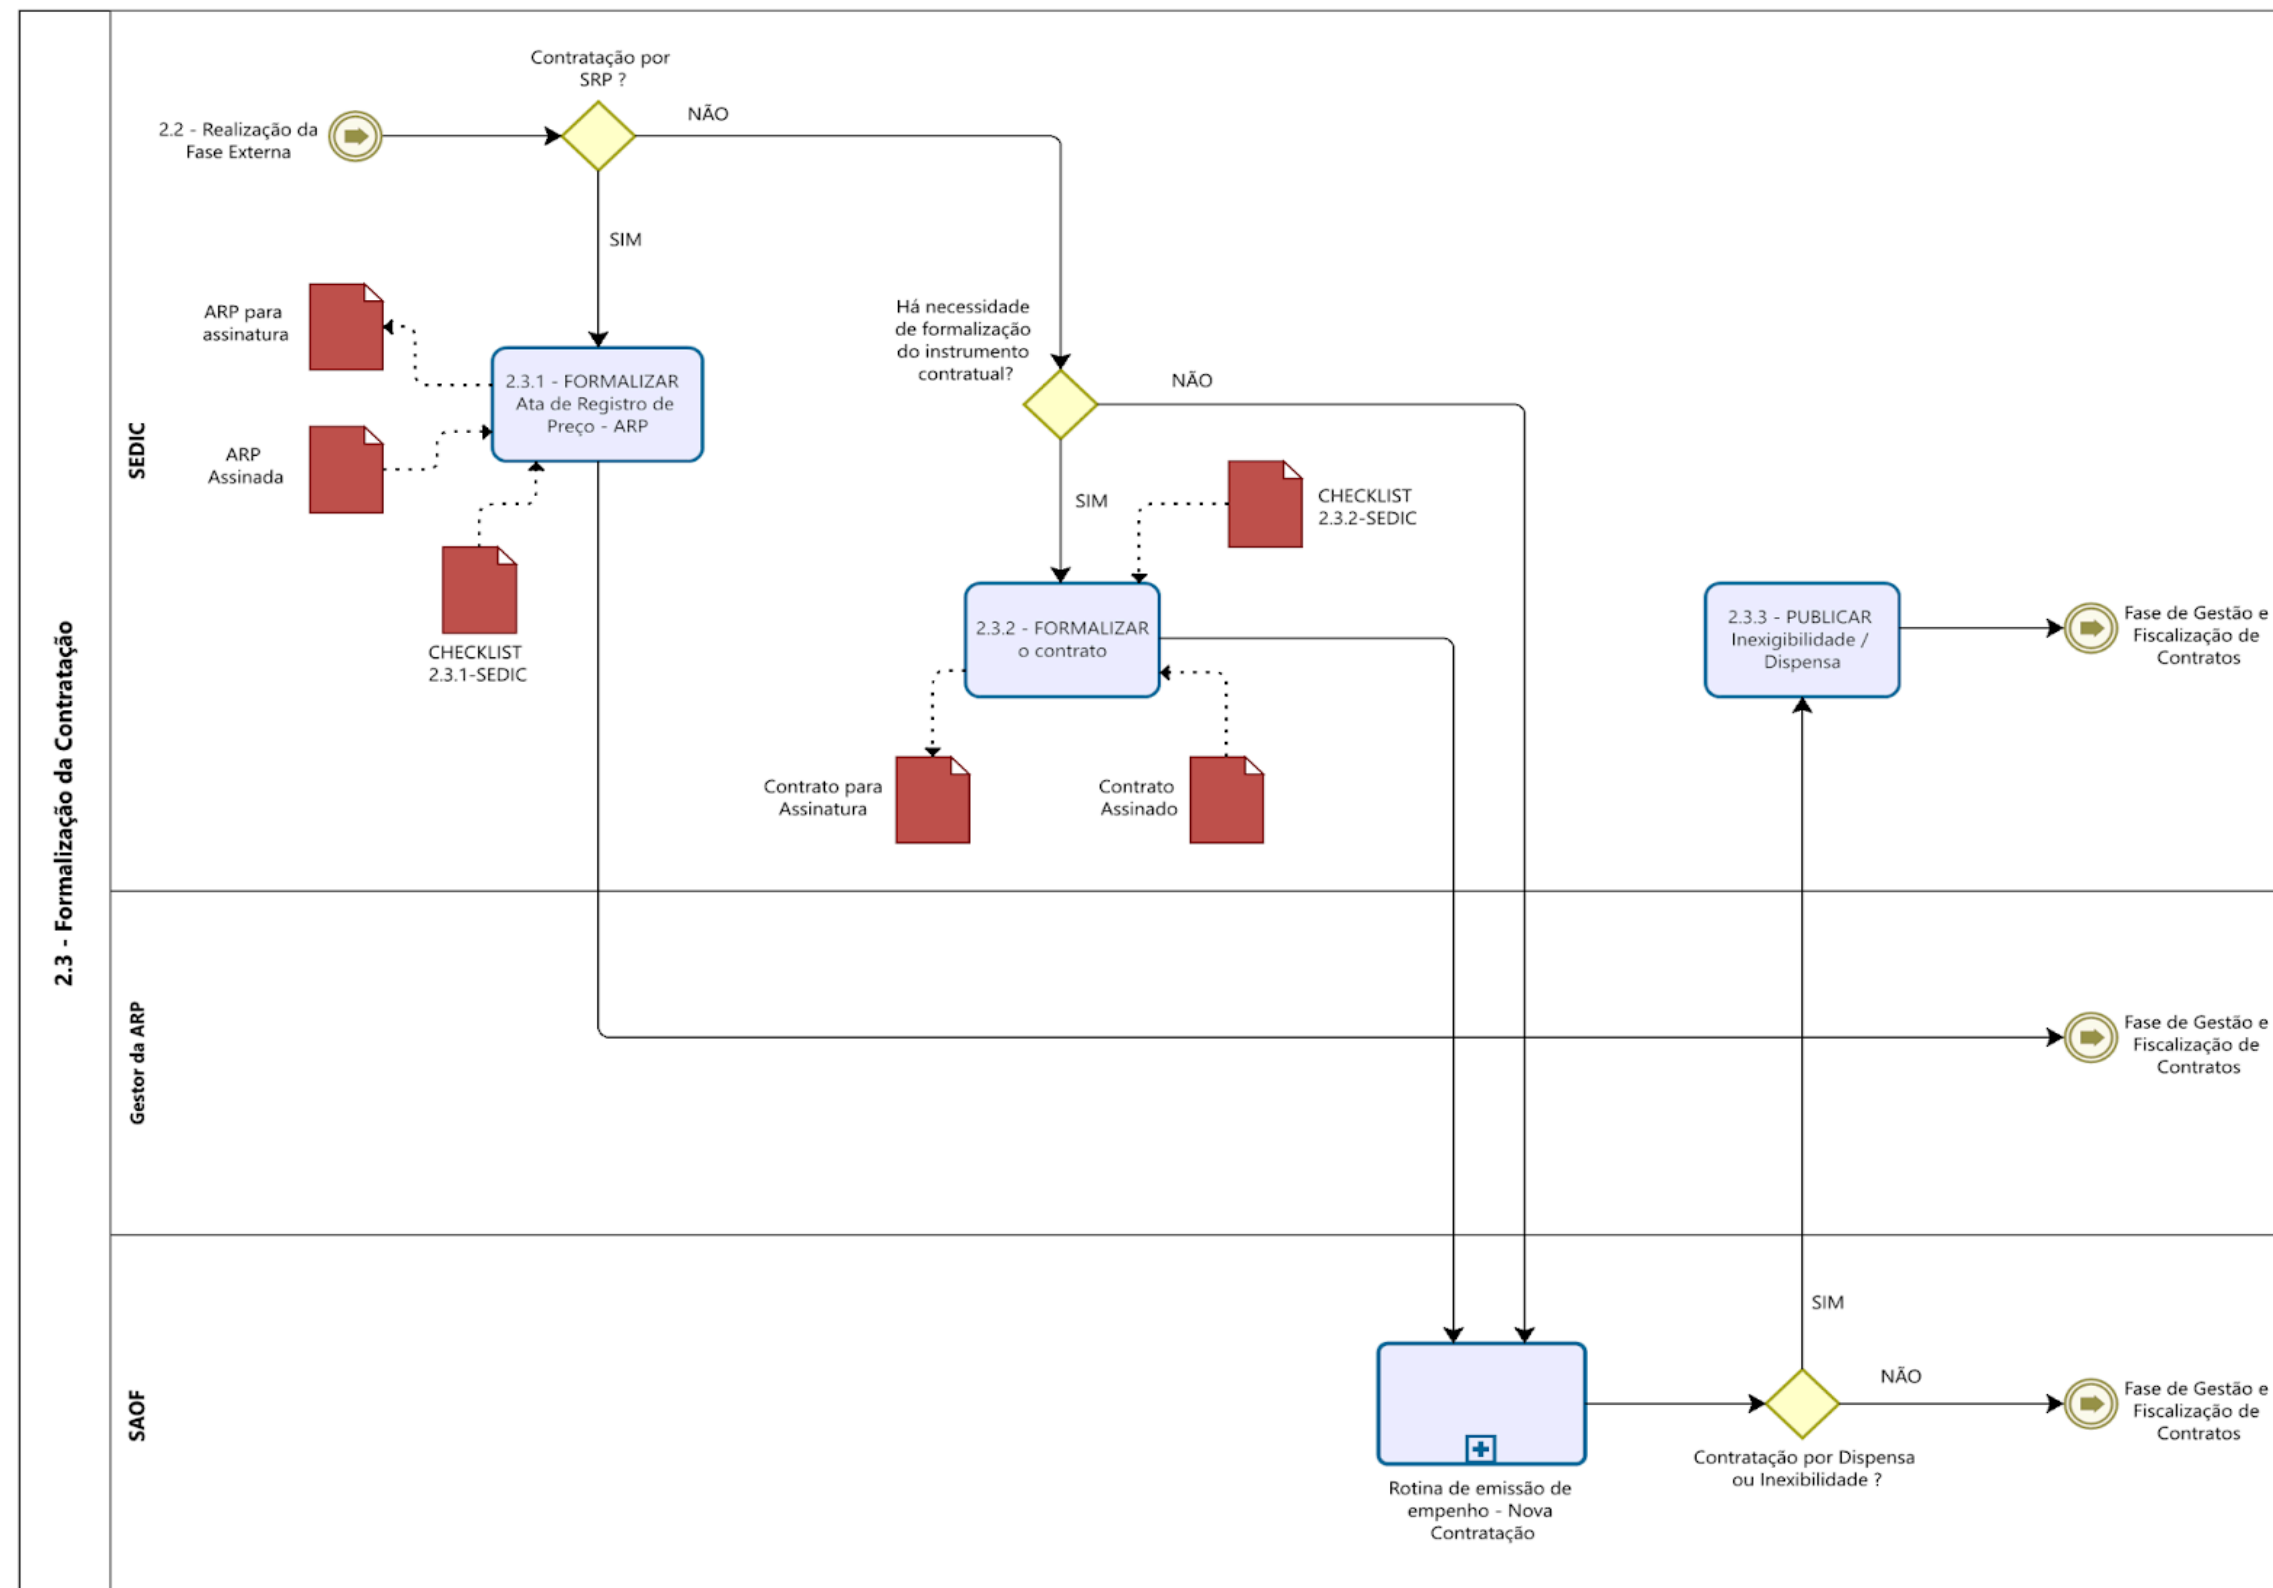 2.3 - Formalização da Contratação
SEDIC
Contratação por
SRP ?
2.2 - Realização da
Fase Externa
NÃO
SIM
ARP para
assinatura
2.3.1 - FORMALIZAR
Ata de Registro de
Preço - ARP
ARP
Assinada
CHECKLIST
2.3.1-SEDIC
Há necessidade
de formalização
do instrumento
contratual?
NÃO
SIM
CHECKLIST
2.3.2-SEDIC
2.3.2 - FORMALIZAR
o contrato
Contrato para
Assinatura
Contrato
Assinado
2.3.3 - PUBLICAR
Inexigibilidade /
Dispensa
Fase de Gestão e
Fiscalização de
Contratos
Gestor da ARP
Fase de Gestão e
Fiscalização de
Contratos
SAOF
SIM
NÃO
Fase de Gestão e
Fiscalização de
Contratos
Contratação por Dispensa
ou Inexibilidade ?
Rotina de emissão de
empenho - Nova
Contratação